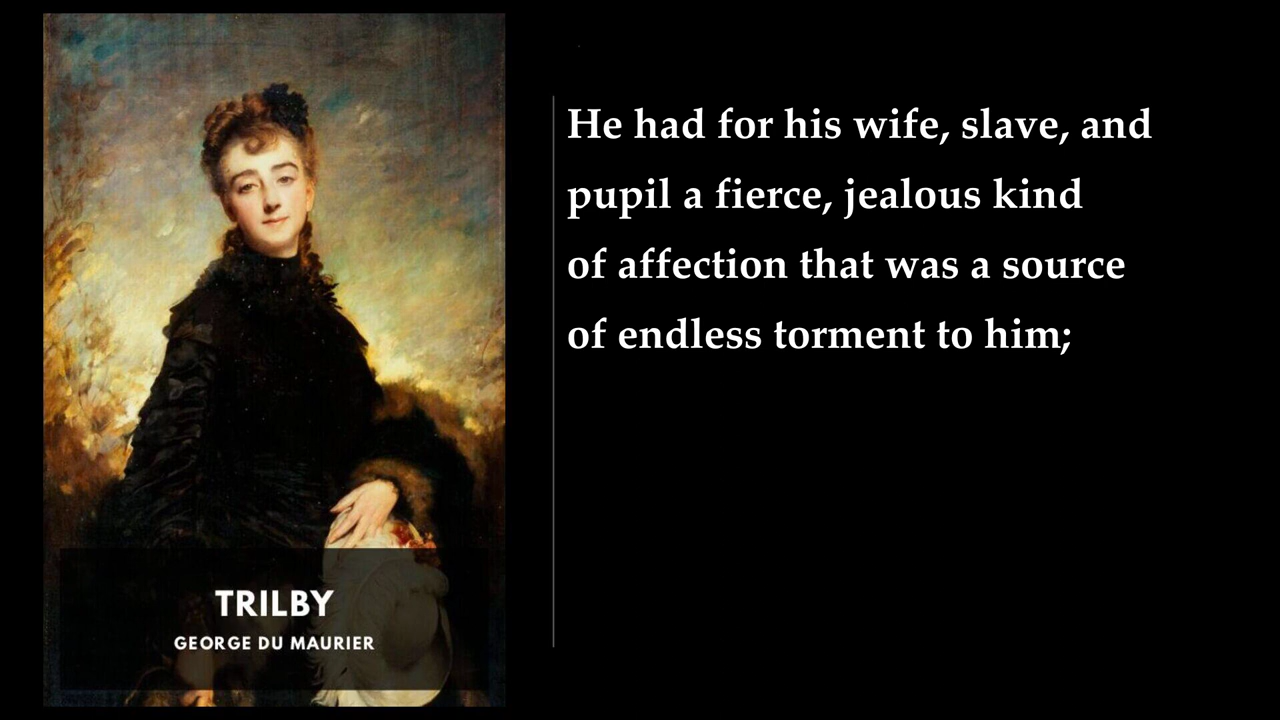 He had for his wife, slave, and
pupil a fierce, jealous kind
of affection that was a source
of endless torment to him;
TRILBY
GEORGE DU MAURIER